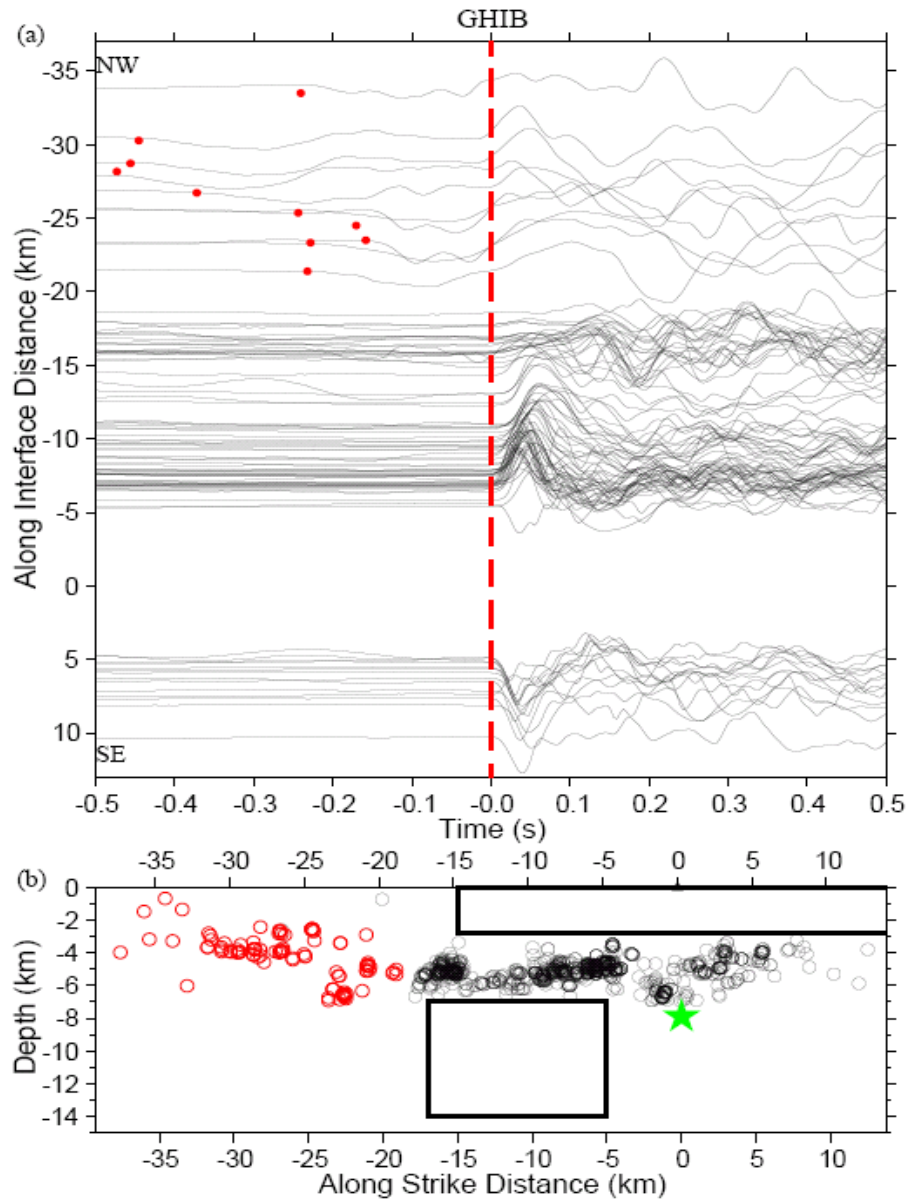 GHIB
(a)
NW
-35
-30
-25
-20
-15
-10
-5
0
5
10
Along Interface Distance (km)
SE
-0.5 -0.4 -0.3 -0.2 -0.1 -0.0 0.1 0.2 0.3 0.4 0.5
Time (s)
-35 -30 -25 -20 -15 -10 -5 0 5 10
(b)
0
-2
-4
-6
-8
-10
-12
-14
Depth (km)
-35 -30 -25 -20 -15 -10 -5 0 5 10
Along Strike Distance (km)